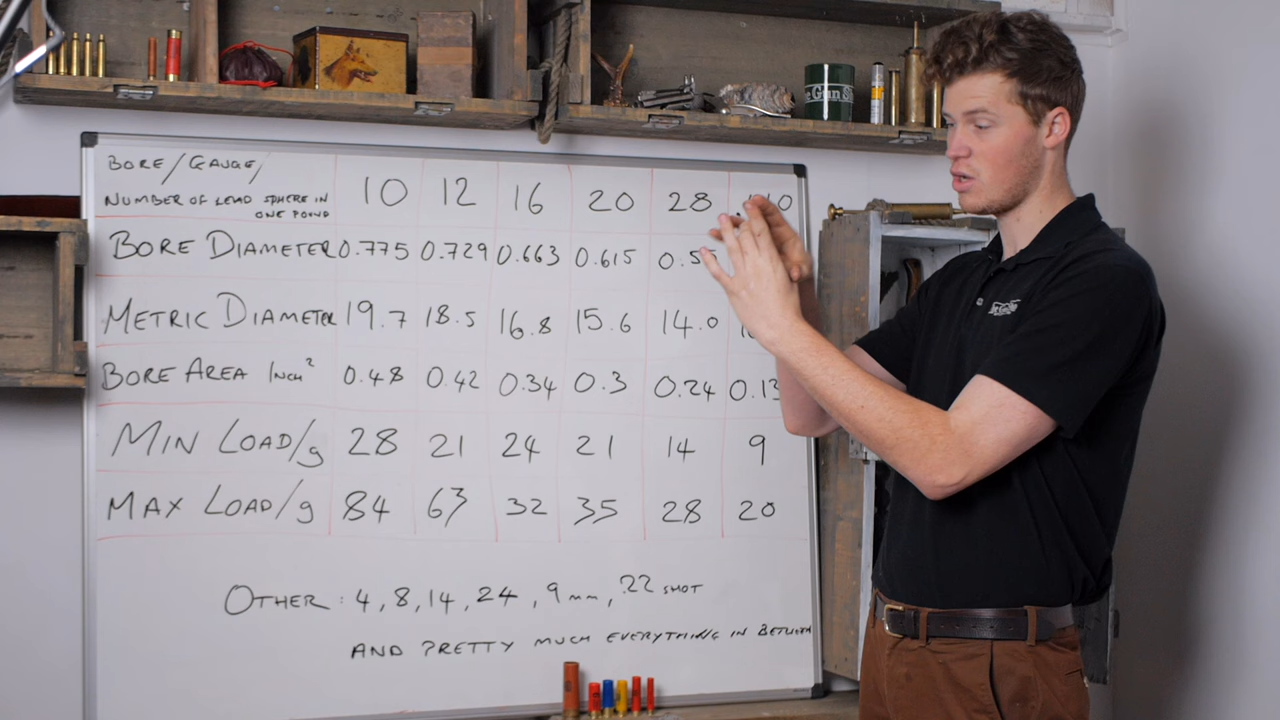 BORE/GAUGE/
NUMBER OF LEAD SPHERE IN ONE POUND 10 12 16 20 28
BORE DIAMETER 0.775 0.729 0.663 0.615
METRIC DIAMETER 19.7 18.5 16.8 15.6 14.0
BORE AREA INCH² 0.48 0.42 0.34 0.3 0.24 0.13
MIN LOAD/g 28 21 24 21 14 9
MAX LOAD/g 84 63 32 35 28 20
OTHER: 4, 8, 14, 24, 9mm, .22 SHOT
AND PRETTY MUCH EVERYTHING IN BETWEEN